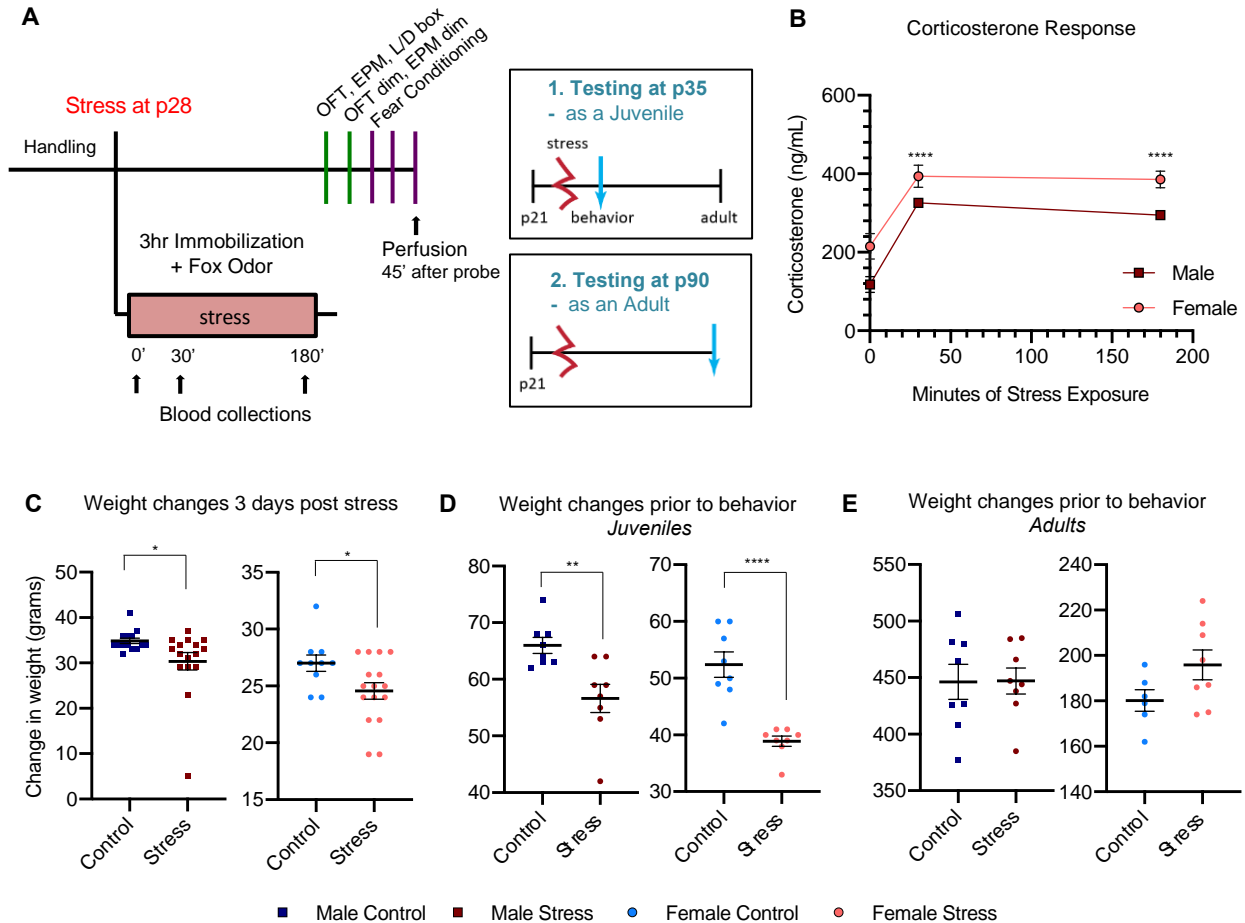 A
OFT, EPM, L/D box
OFT dim, EPM dim
Fear Conditioning
Stress at p28
Handling
3hr Immobilization
+ Fox Odor
Perfusion
45' after probe
stress
0' 30' 180'
Blood collections
1. Testing at p35
- as a Juvenile
stress
p21 behavior adult
2. Testing at p90
- as an Adult
p21
B
Corticosterone Response
Corticosterone (ng/mL)
600
400
200
0
**** ****
Male
Female
0 50 100 150 200
Minutes of Stress Exposure
C
Weight changes 3 days post stress
Change in weight (grams)
*
50
40
30
20
10
0
Control
Stress
*
35
30
25
20
15
Control
Stress
D
Weight changes prior to behavior
Juveniles
**
80
70
60
50
40
Control
Stress
****
70
60
50
40
30
Control
Stress
E
Weight changes prior to behavior
Adults
550
500
450
400
350
Control
Stress
240
220
200
180
160
140
Control
Stress
Male Control Male Stress Female Control Female Stress